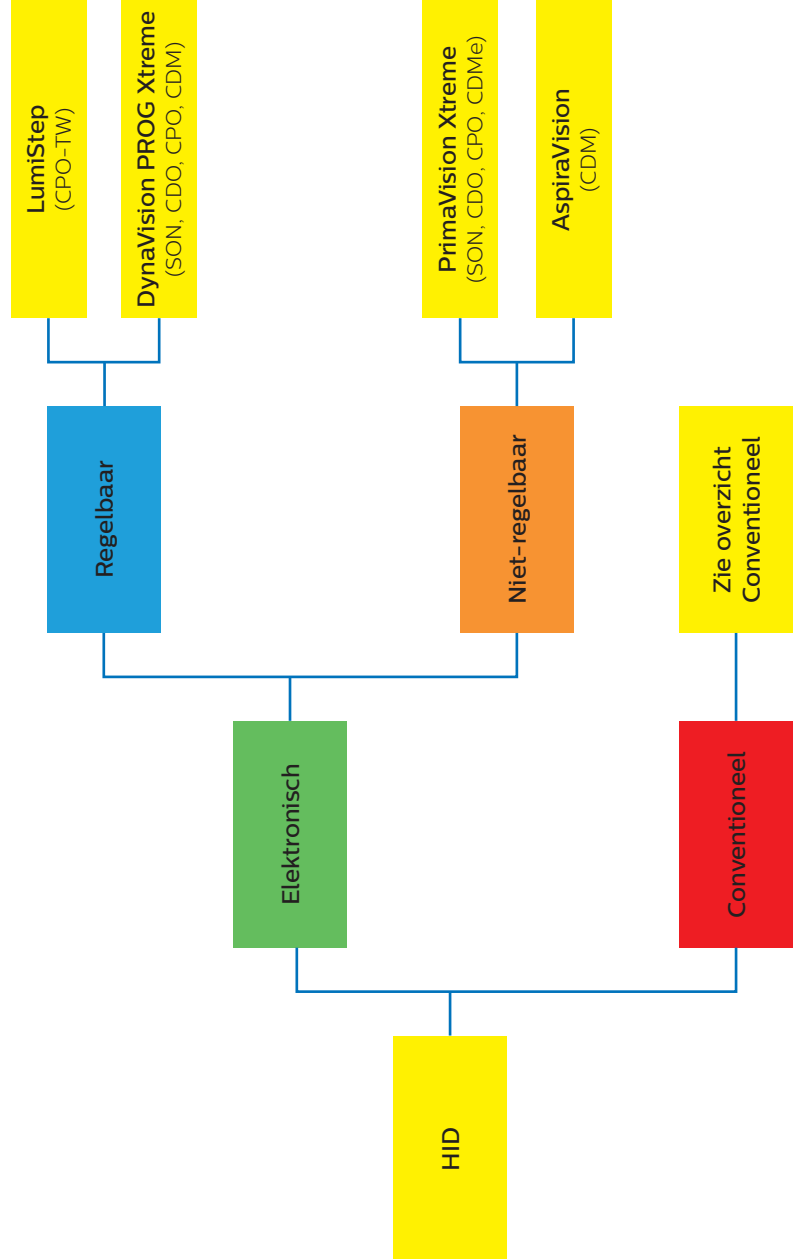 HID
Elektronisch
Conventioneel
Regelbaar
Niet-regelbaar
Zie overzicht
Conventioneel
LumiStep
(CPO-TW)
DynaVision PROG Xtreme
(SON, CDO, CPO, CDM)
PrimaVision Xtreme
(SON, CDO, CPO, CDMe)
AspiraVision
(CDM)